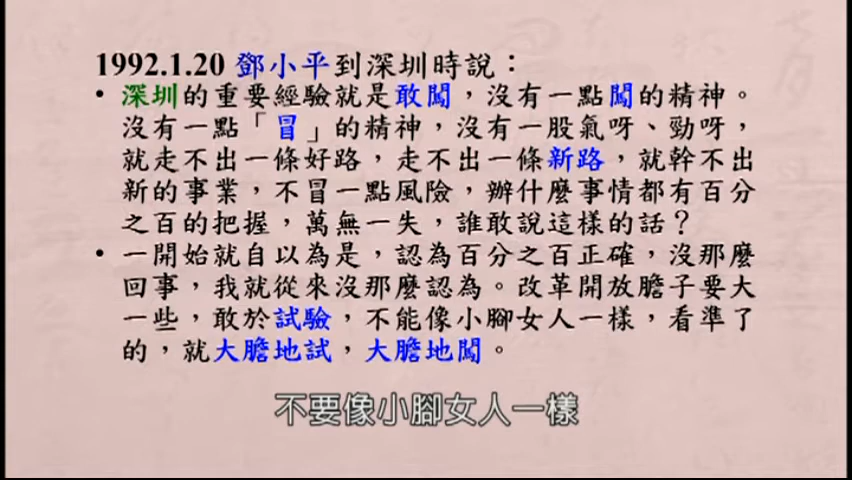 1992.1.20 鄧小平到深圳時說：
• 深圳的重要經驗就是敢闖，沒有一點闖的精神。
沒有一點「冒」的精神，沒有一股氣呀、勁呀，
就走不出一條好路，走不出一條新路，就幹不出
新的事業，不冒一點風險，辦什麼事情都有百分
之百的把握，萬無一失，誰敢說這樣的話？
• 一開始就自以為是，認為百分之百正確，沒那麼
回事，我就從來沒那麼認為。改革開放膽子要大
一些，敢於試驗，不能像小腳女人一樣，看準了
的，就大膽地試，大膽地闖。
不要像小腳女人一樣